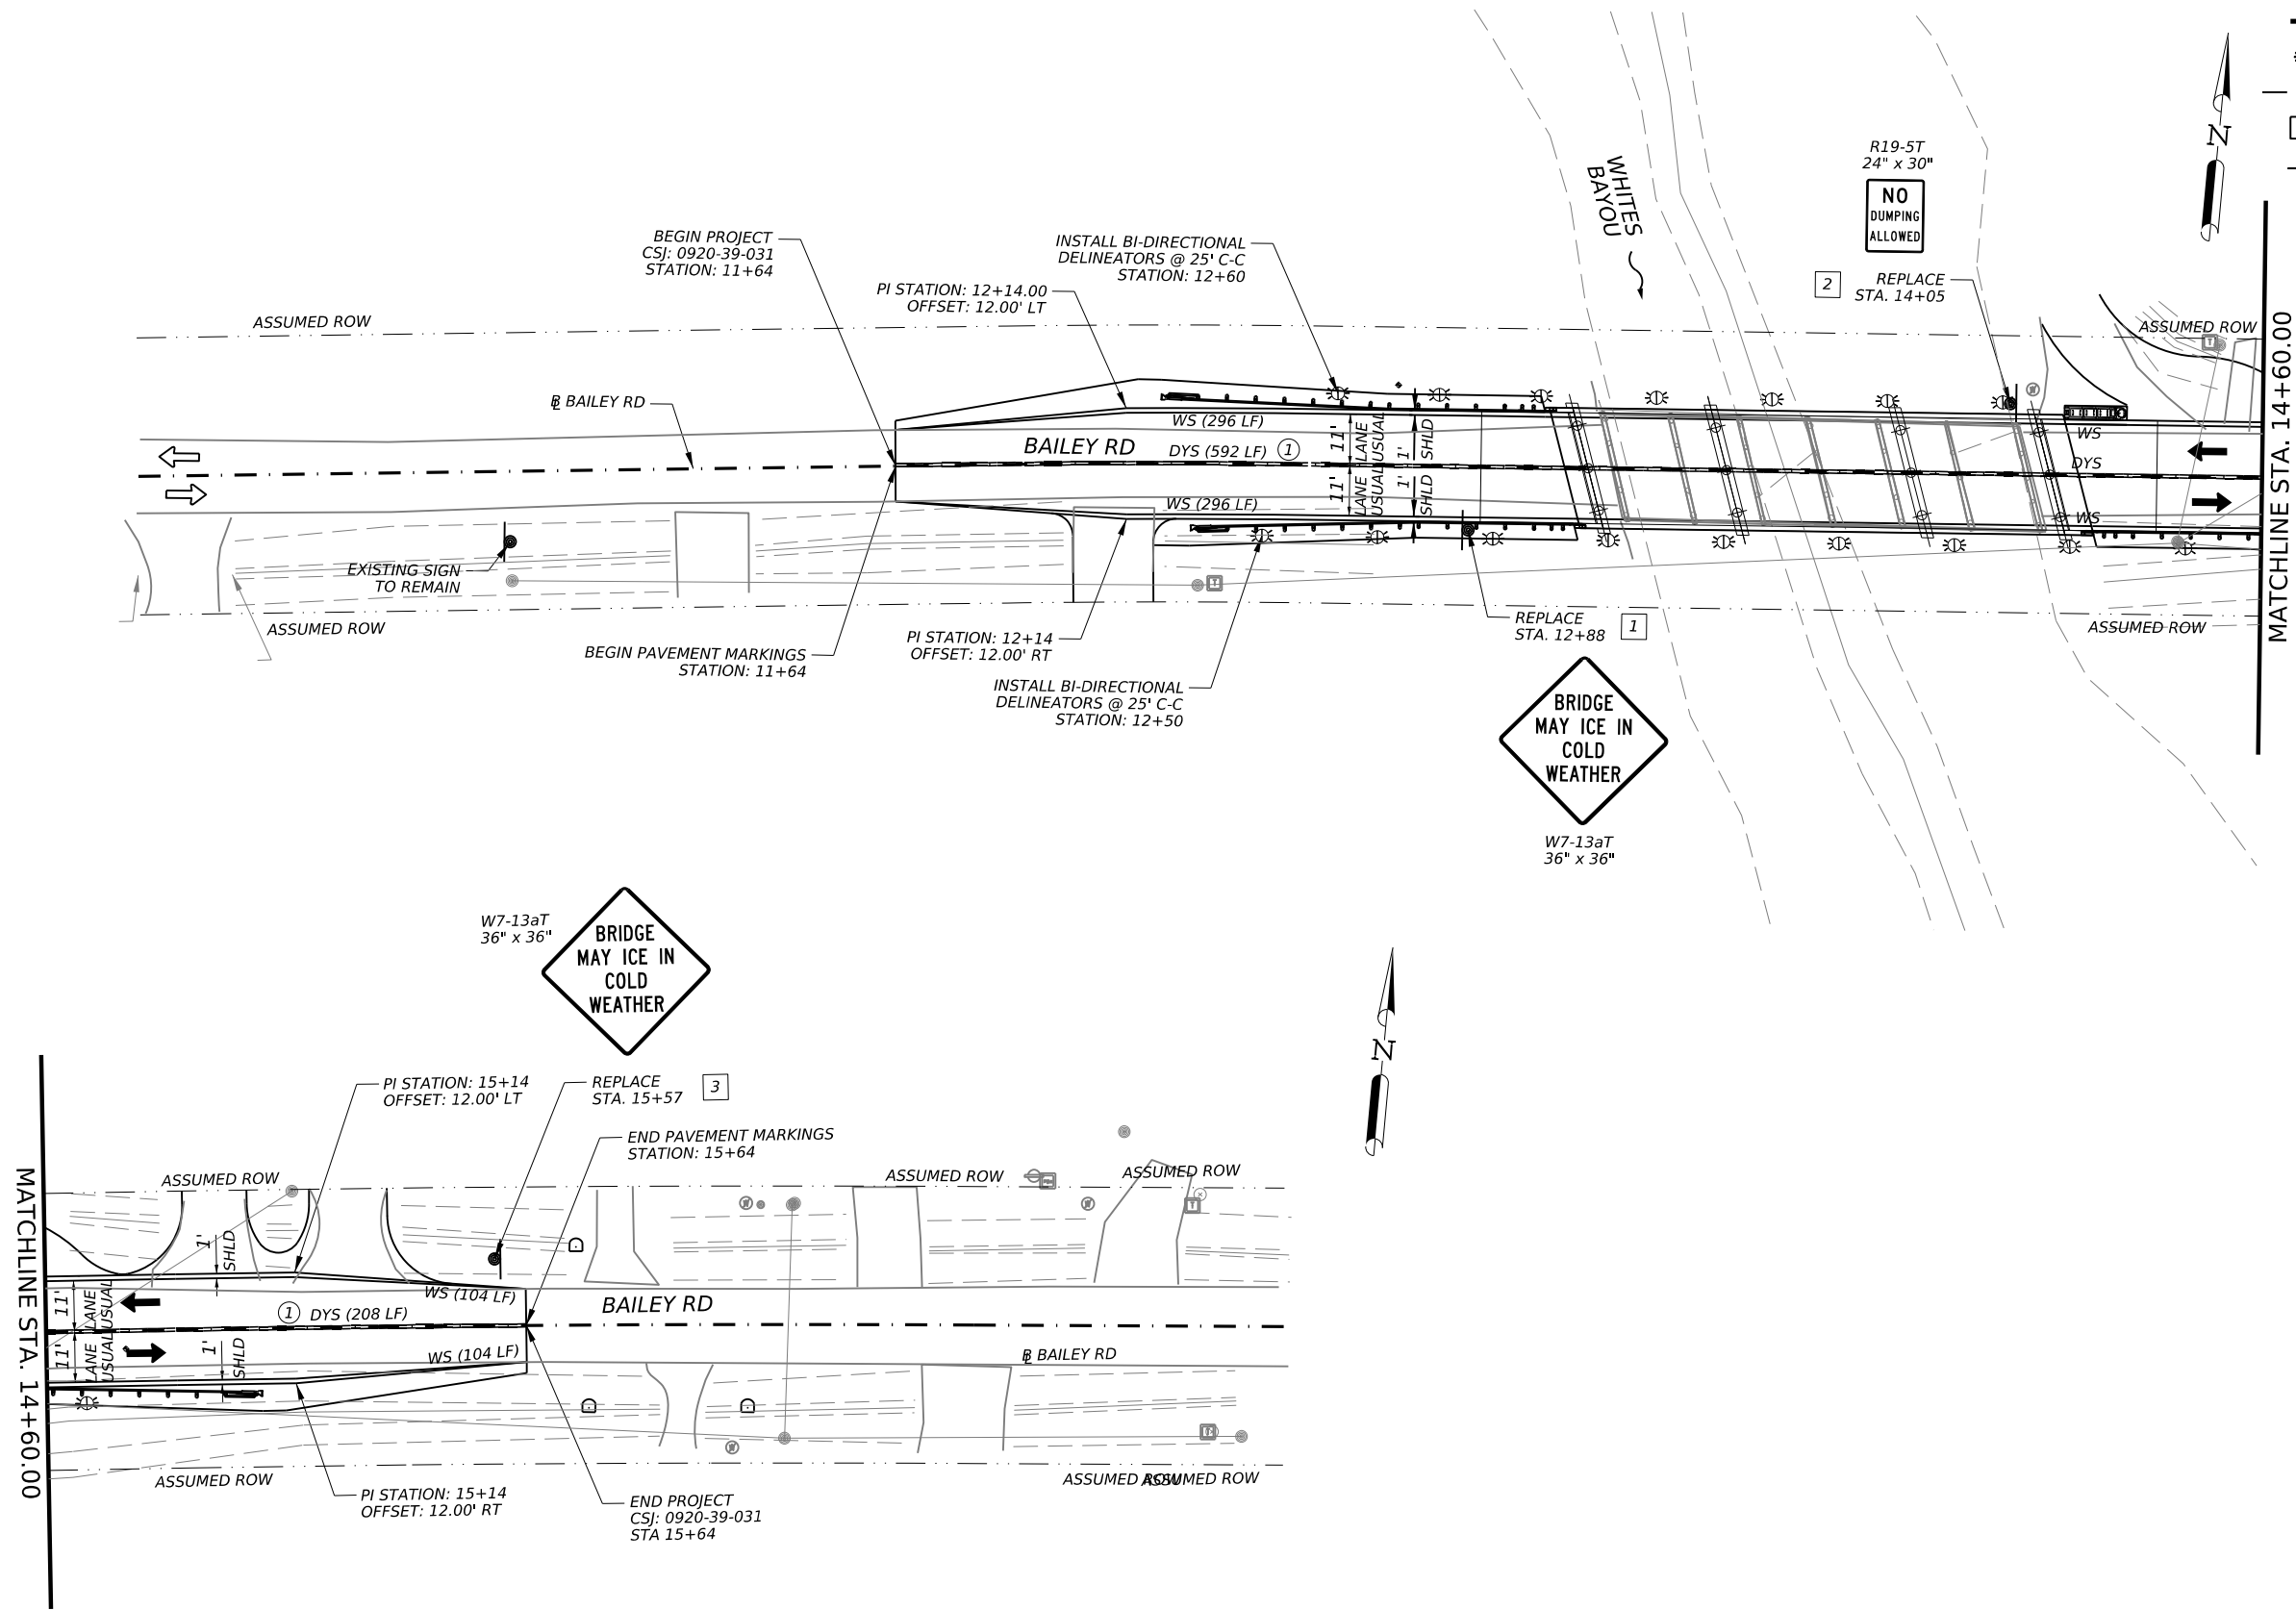 N
R19-5T
24" x 30"
NO
DUMPING
ALLOWED
WHITES
BAYOU
BEGIN PROJECT
CSJ: 0920-39-031
STATION: 11+64
INSTALL BI-DIRECTIONAL
DELINEATORS @ 25' C-C
STATION: 12+60
PI STATION: 12+14.00
OFFSET: 12.00' LT
2
REPLACE
STA. 14+05
ASSUMED ROW
ASSUMED ROW
T
MATCHLINE STA. 14+60.00
BL BAILEY RD
WS (296 LF)
BAILEY RD
DYS (592 LF)
1
11'
LANE
USUAL
1'
SHLD
11'
LANE
USUAL
1'
SHLD
WS (296 LF)
WS
DYS
WS
EXISTING SIGN
TO REMAIN
T
ASSUMED ROW
REPLACE
STA. 12+88
1
ASSUMED ROW
PI STATION: 12+14
OFFSET: 12.00' RT
BEGIN PAVEMENT MARKINGS
STATION: 11+64
INSTALL BI-DIRECTIONAL
DELINEATORS @ 25' C-C
STATION: 12+50
BRIDGE
MAY ICE IN
COLD
WEATHER
W7-13aT
36" x 36"
W7-13aT
36" x 36"
BRIDGE
MAY ICE IN
COLD
WEATHER
N
PI STATION: 15+14
OFFSET: 12.00' LT
REPLACE
STA. 15+57
3
END PAVEMENT MARKINGS
STATION: 15+64
MATCHLINE STA. 14+60.00
ASSUMED ROW
ASSUMED ROW
ASSUMED ROW
T
1'
SHLD
11'
LANE
USUAL
WS (104 LF)
1
DYS (208 LF)
BAILEY RD
11'
LANE
USUAL
1'
SHLD
WS (104 LF)
BL BAILEY RD
ASSUMED ROW
ASSUMED ROW
ASSUMED ROW
PI STATION: 15+14
OFFSET: 12.00' RT
END PROJECT
CSJ: 0920-39-031
STA 15+64